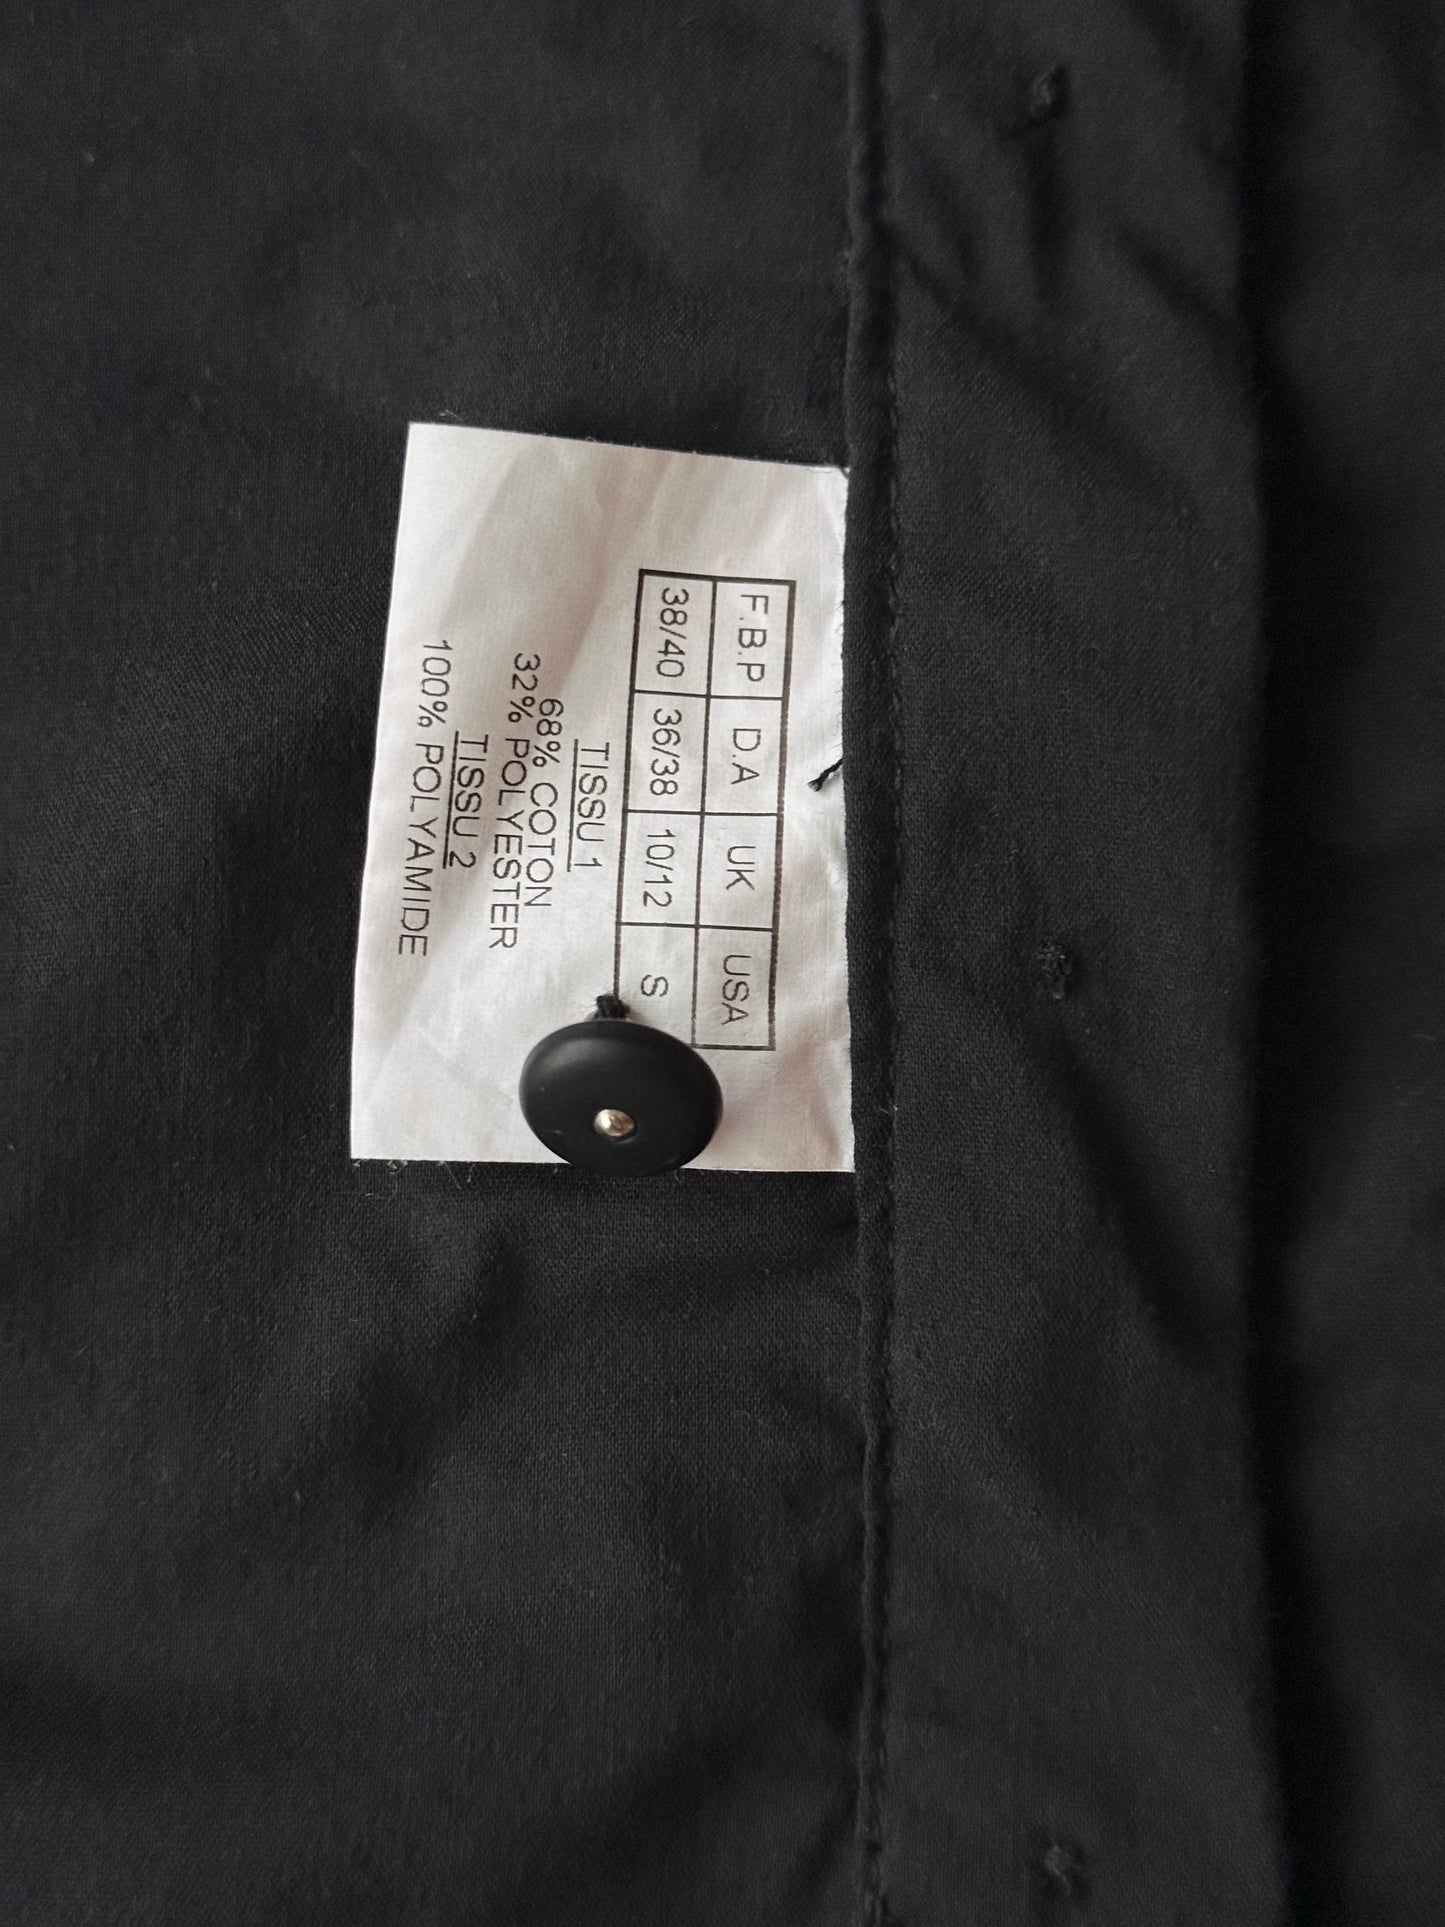 F.B.P D.A UK USA
38/40 36/38 10/12 S
TISSU 1
68% COTON
32% POLYESTER
TISSU 2
100% POLYAMIDE